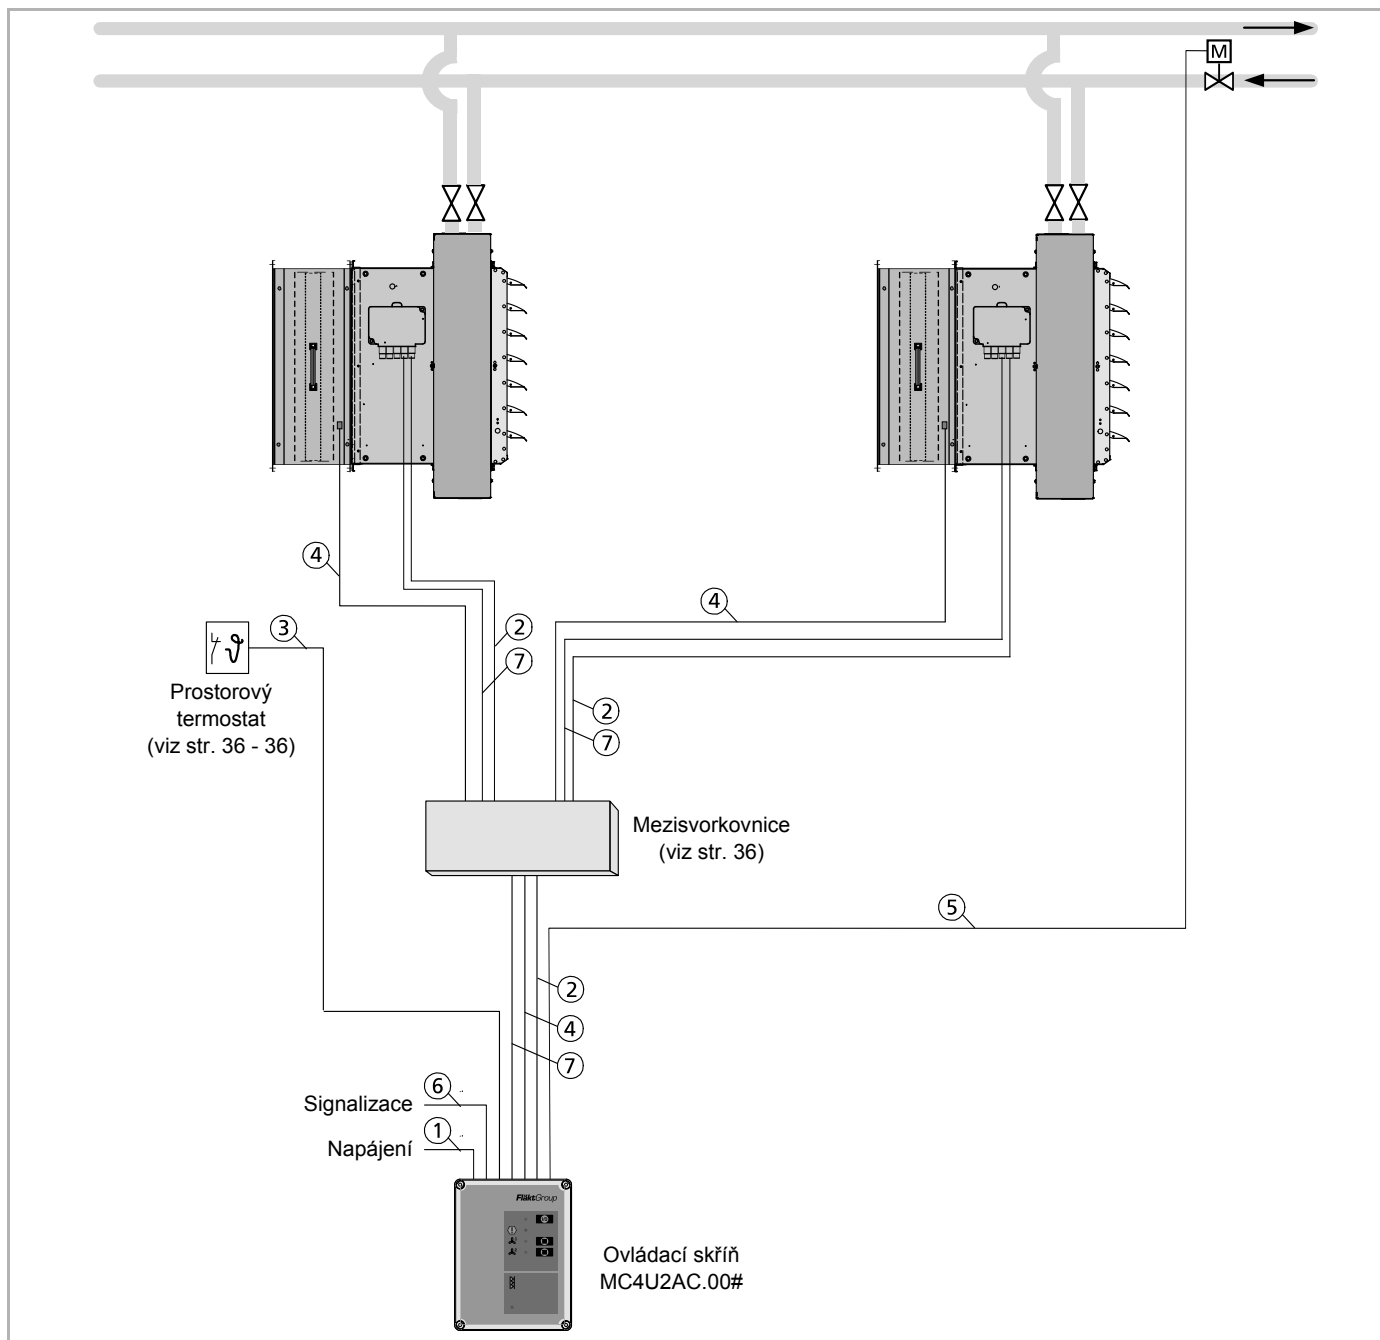 M
4
3
2
4
7
Prostorový
termostat
(viz str. 36 - 36)
2
7
Mezisvorkovnice
(viz str. 36)
5
2
4
7
6
Signalizace
1
Napájení
FläktGroup
Ovládací skříň
MC4U2AC.00#